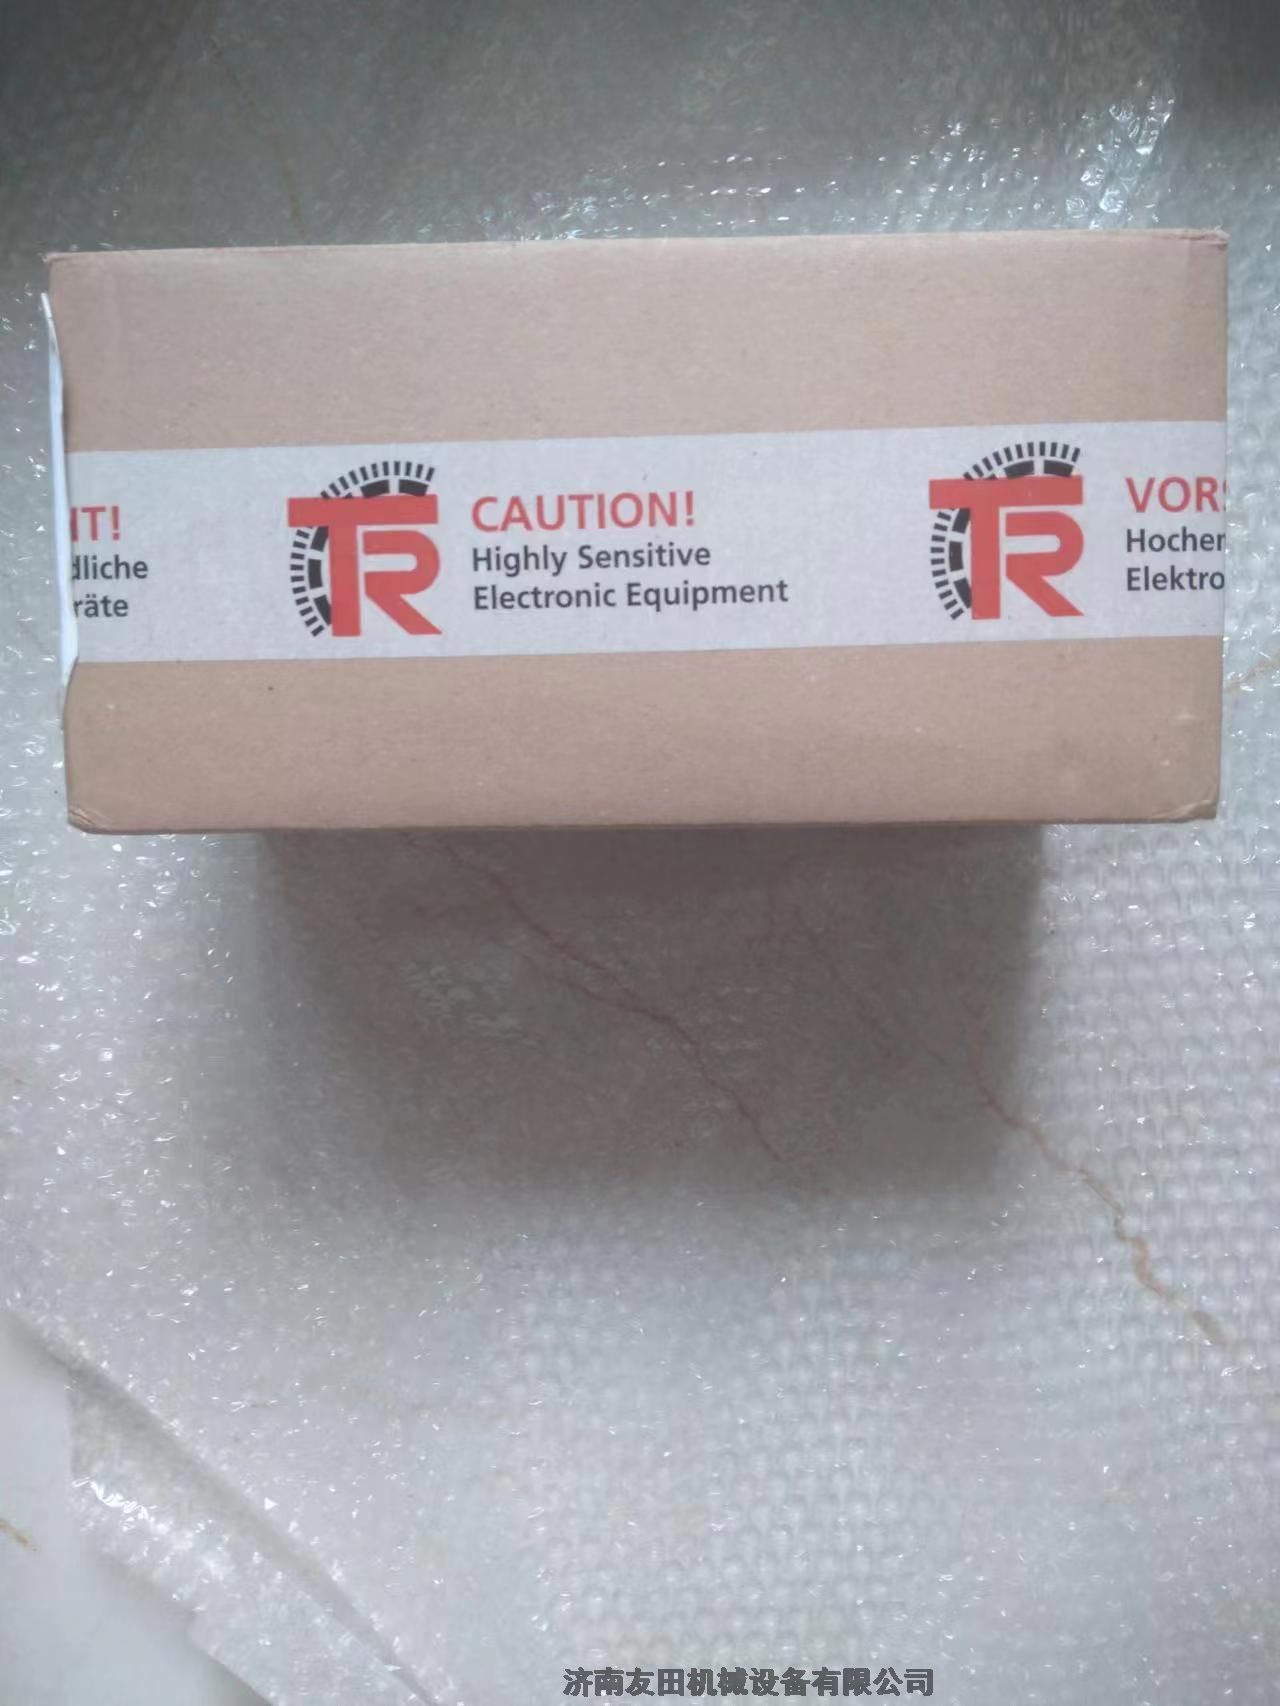 IT!
dliche
räte
TR
CAUTION!
Highly Sensitive
Electronic Equipment
TR
VORS
Hochem
Elektro
济南友田机械设备有限公司